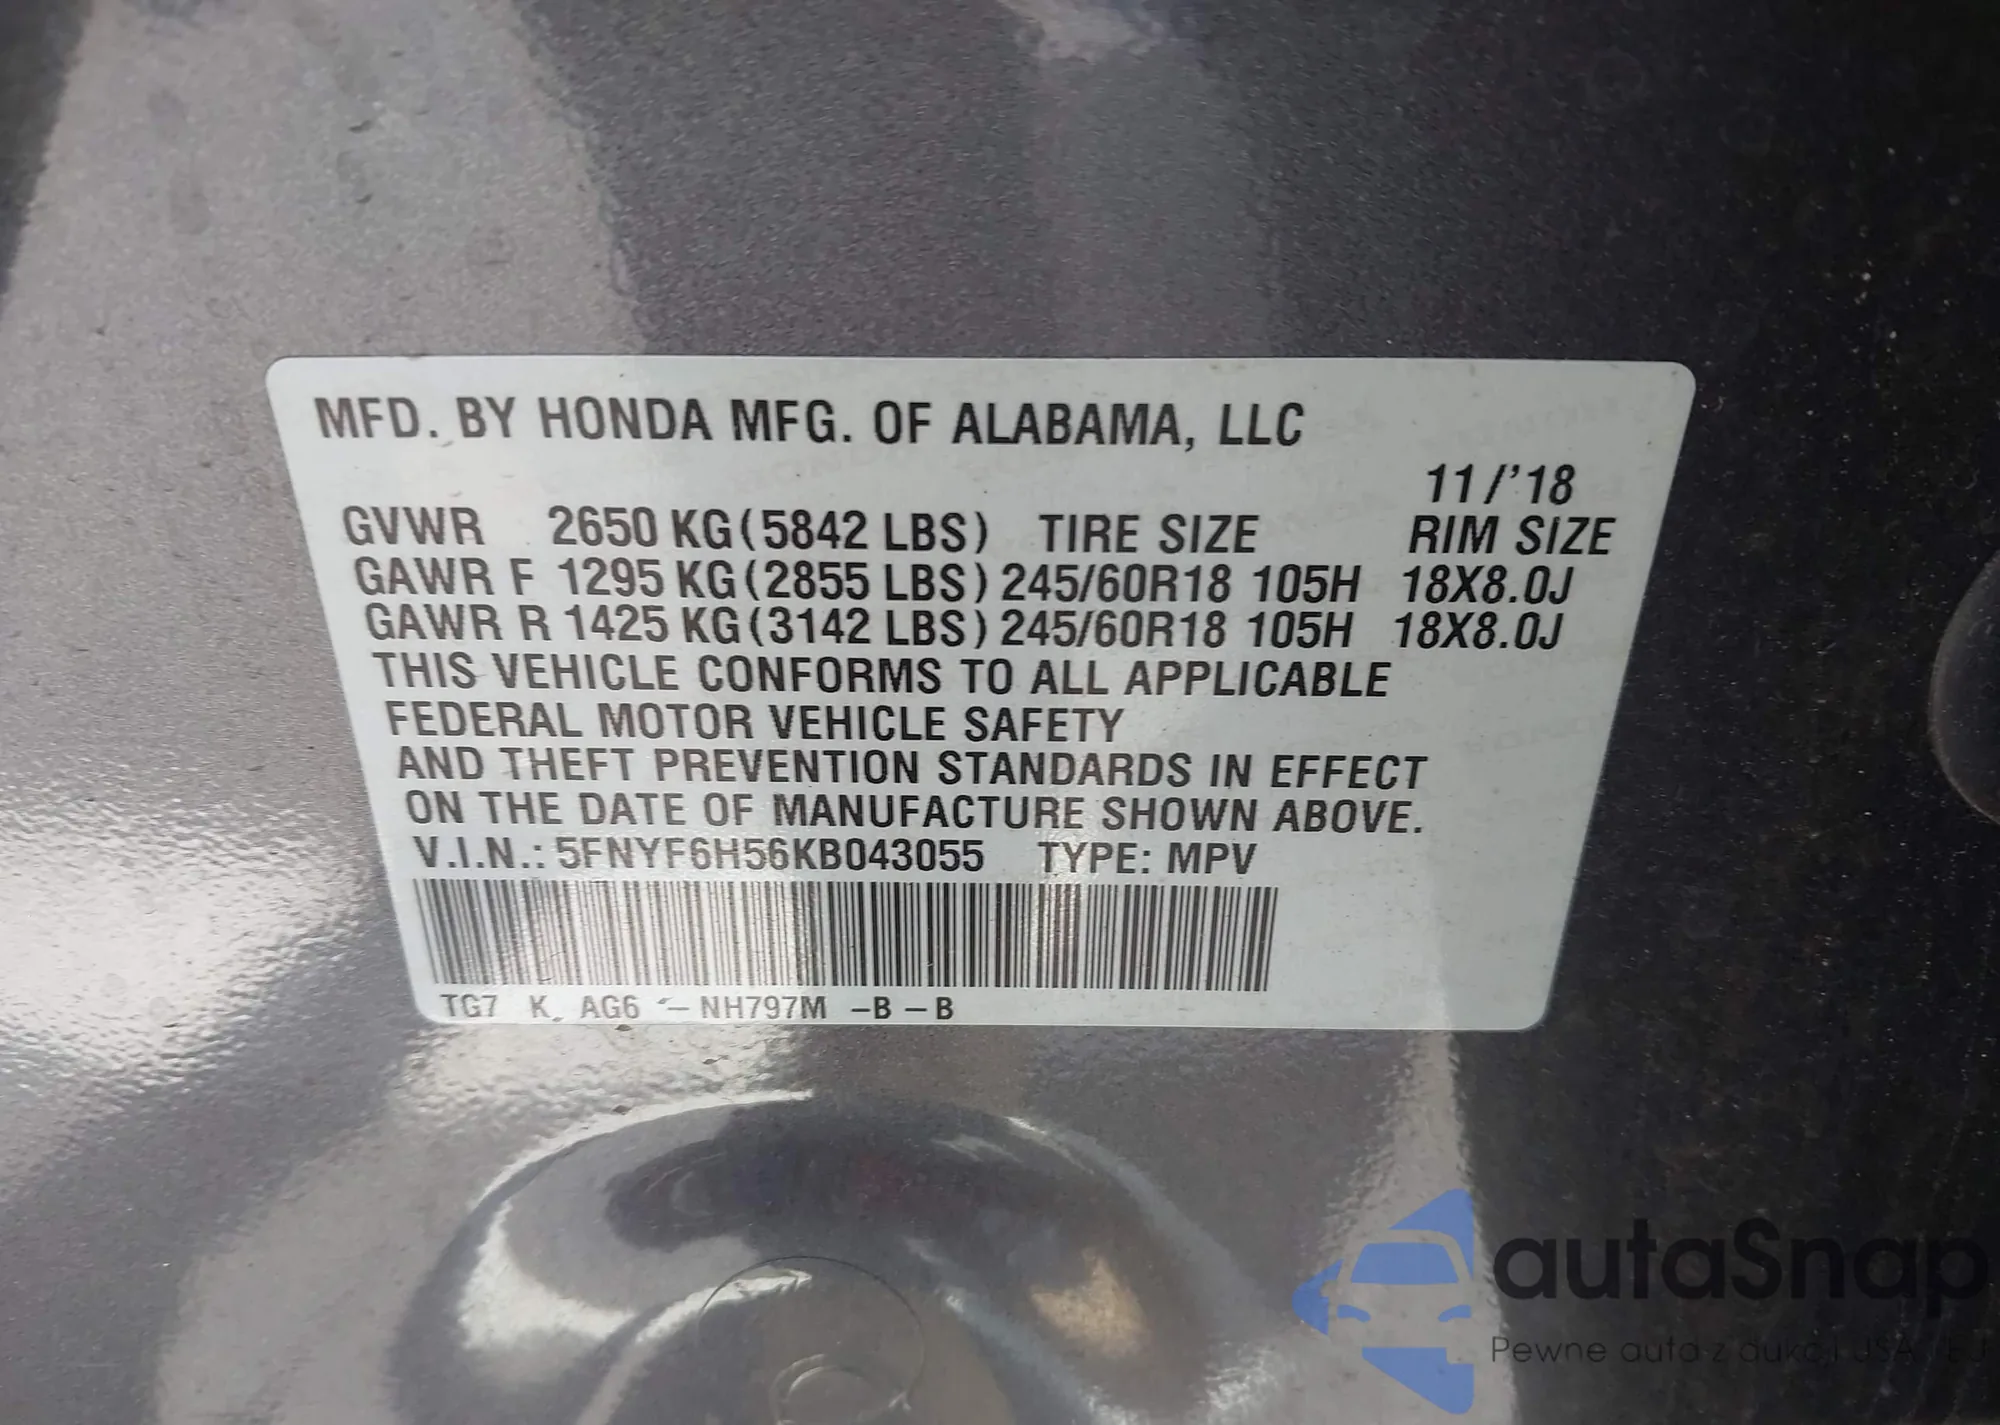 MFD. BY HONDA MFG. OF ALABAMA, LLC
11/'18
GVWR 2650 KG(5842 LBS) TIRE SIZE RIM SIZE
GAWR F 1295 KG(2855 LBS) 245/60R18 105H 18X8.0J
GAWR R 1425 KG(3142 LBS) 245/60R18 105H 18X8.0J
THIS VEHICLE CONFORMS TO ALL APPLICABLE
FEDERAL MOTOR VEHICLE SAFETY
AND THEFT PREVENTION STANDARDS IN EFFECT
ON THE DATE OF MANUFACTURE SHOWN ABOVE.
V.I.N.: 5FNYF6H56KB043055 TYPE: MPV
TG7 K AG6 – NH797M –B –B
autaSnap
Pewne auta z USA